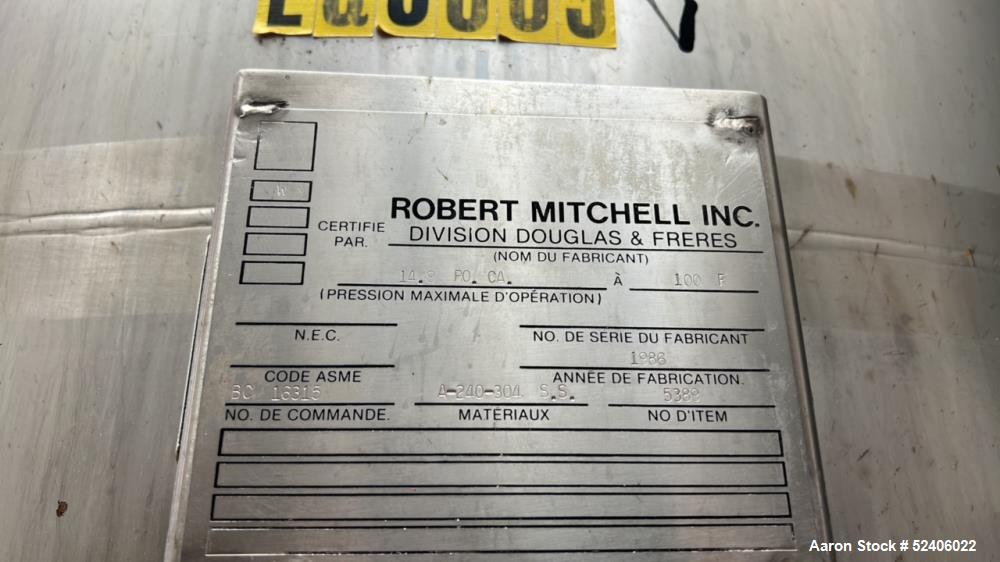 W
ROBERT MITCHELL INC.
CERTIFIE PAR.
DIVISION DOUGLAS & FRERES
(NOM DU FABRICANT)
PO. CA. À 100 F
(PRESSION MAXIMALE D'OPÉRATION)
N.E.C. NO. DE SÉRIE DU FABRICANT
1986
CODE ASME ANNÉE DE FABRICATION.
BC 16315 A-240-304 S.S.
NO. DE COMMANDE. MATÉRIAUX NO D'ITEM
Aaron Stock # 52406022